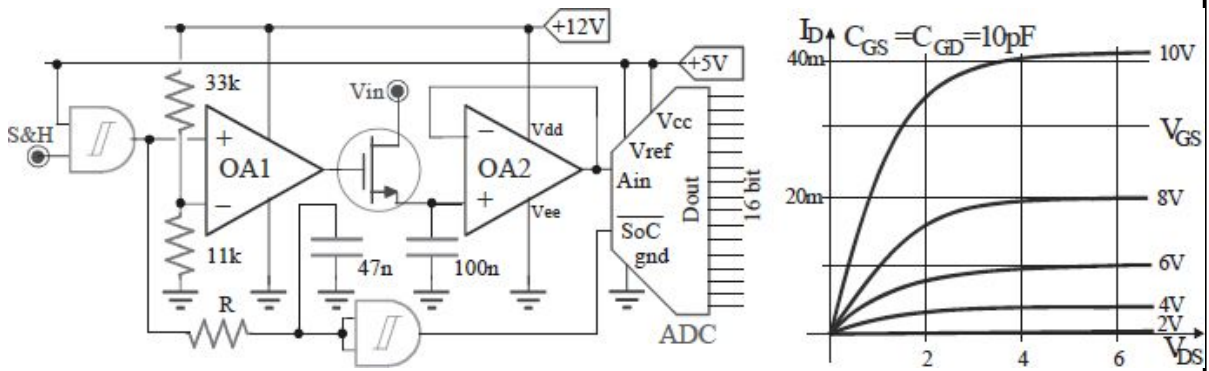 +12V
+5V
33k
S&H
+
OA1
−
11k
R
Vin
47n
−
OA2
+
Vdd
Vee
100n
Vcc
Vref
Ain
Dout
SoC
gnd
16 bit
ADC
I_D
C_GS =C_GD=10pF
40m
20m
10V
V_GS
8V
6V
4V
2V
V_DS
2
4
6